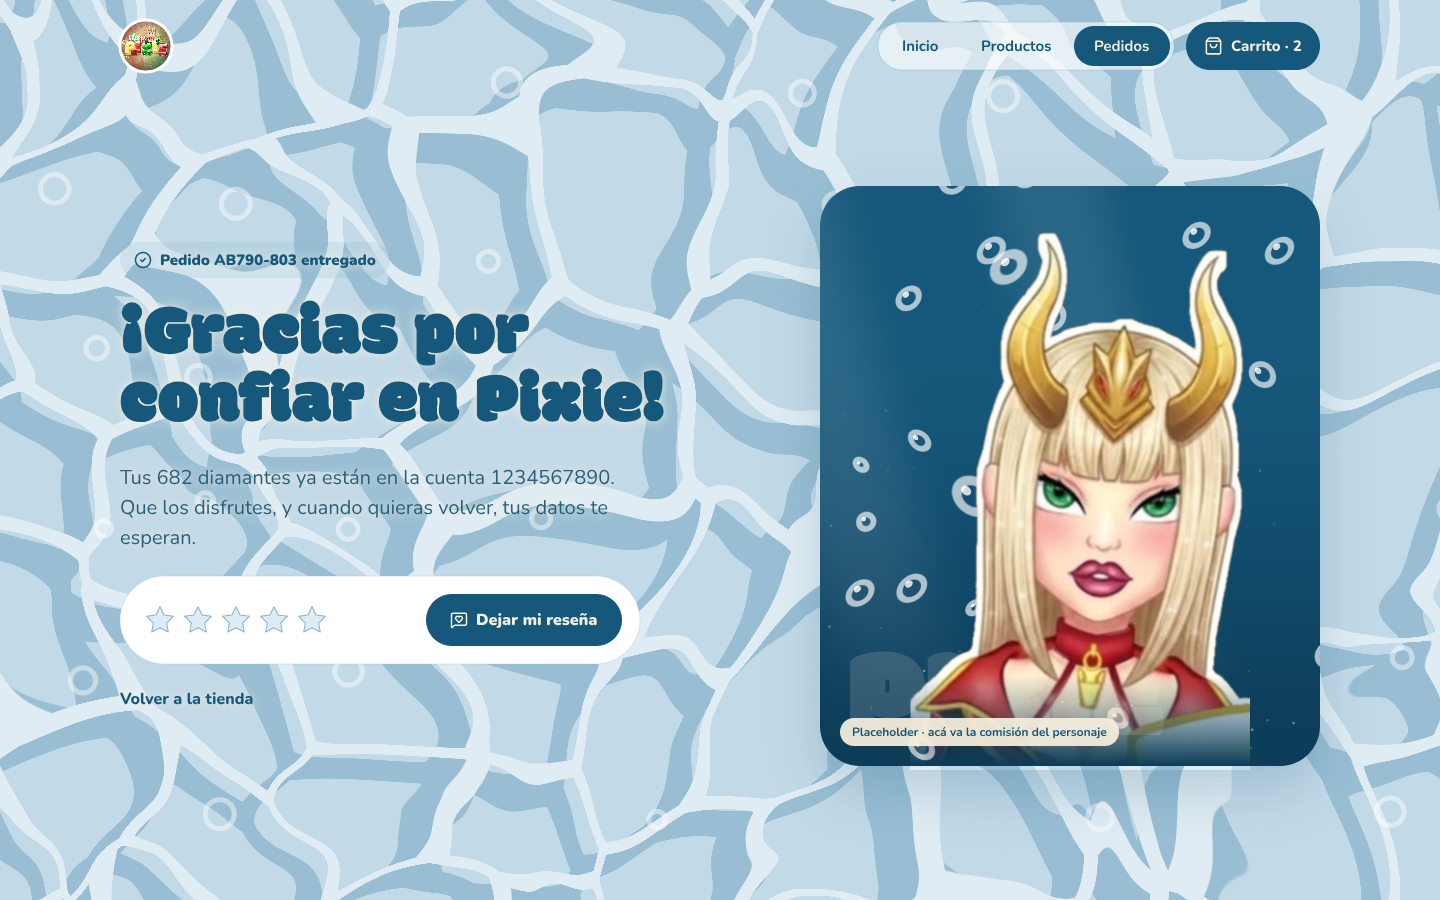 Inicio
Productos
Pedidos
Carrito · 2
Pedido AB790-803 entregado
¡Gracias por
confiar en Pixie!
Tus 682 diamantes ya están en la cuenta 1234567890.
Que los disfrutes, y cuando quieras volver, tus datos te
esperan.
Dejar mi reseña
Volver a la tienda
Placeholder · acá va la comisión del personaje